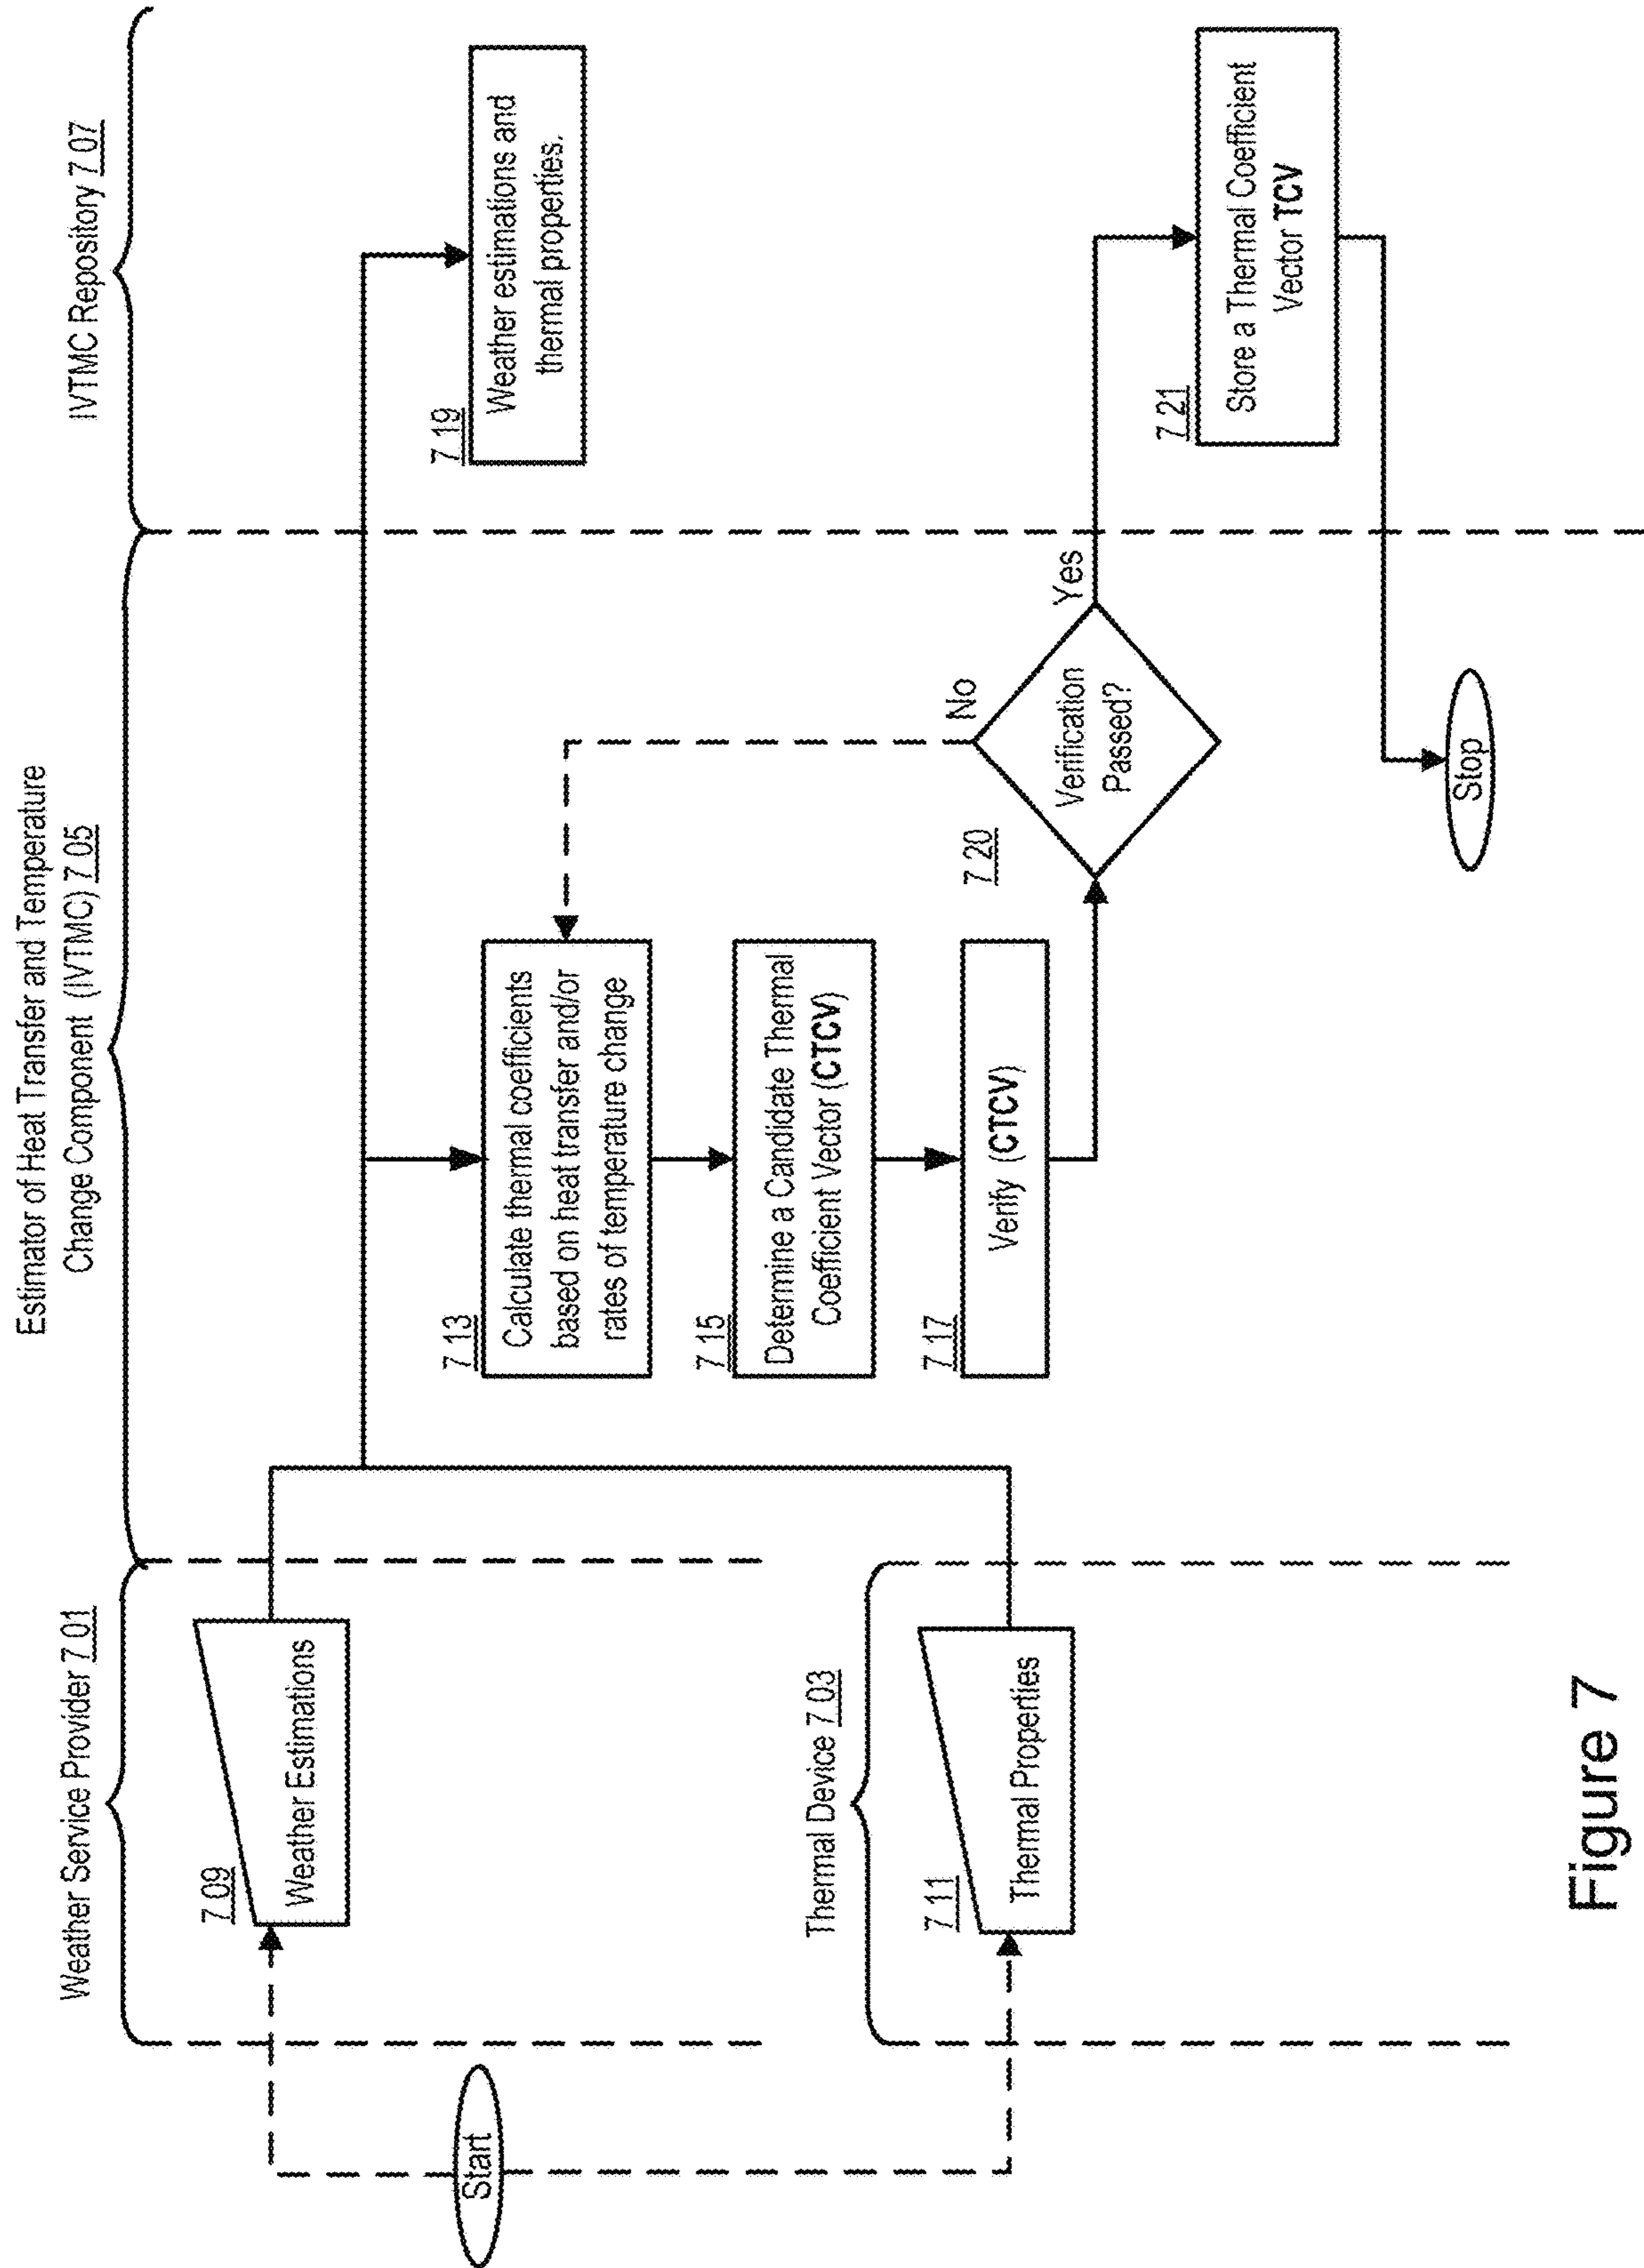 Weather Service Provider 7 01
Estimator of Heat Transfer and Temperature
Change Component (IVTMC) 7 05
IVTMC Repository 7 07
Start
7 09
Weather Estimations
Thermal Device 7 03
7 11
Thermal Properties
7 13
Calculate thermal coefficients
based on heat transfer and/or
rates of temperature change
7 15
Determine a Candidate Thermal
Coefficient Vector (CTCV)
7 17
Verify (CTCV)
7 20
Verification
Passed?
No
Yes
7 19
Weather estimations and
thermal properties.
7 21
Store a Thermal Coefficient
Vector TCV
Stop
Figure 7